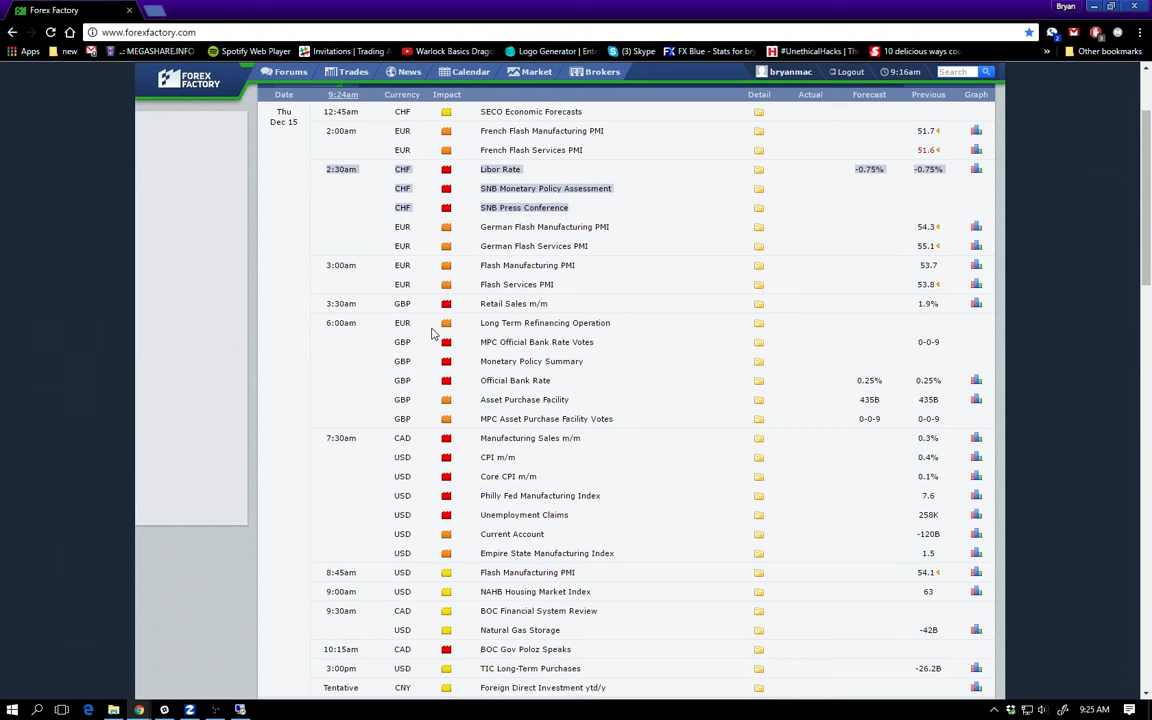 Forex Factory
Bryan
www.forexfactory.com
Apps new .: MEGASHARE.INFO Spotify Web Player Invitations | Trading Warlock Basics Drago Logo Generator | Ent (3) Skype FX Blue - Stats for br #UnethicalHacks | The 10 delicious ways cou Other bookmarks
FOREX FACTORY Forums Trades News Calendar Market Brokers bryanmac Logout 9:16am Search
Date 9:24am Currency Impact Detail Actual Forecast Previous Graph
Thu Dec 15 12:45am CHF SECO Economic Forecasts
2:00am EUR French Flash Manufacturing PMI 51.7
EUR French Flash Services PMI 51.6
2:30am CHF Libor Rate -0.75% -0.75%
CHF SNB Monetary Policy Assessment
CHF SNB Press Conference
EUR German Flash Manufacturing PMI 54.3
EUR German Flash Services PMI 55.1
3:00am EUR Flash Manufacturing PMI 53.7
EUR Flash Services PMI 53.8
3:30am GBP Retail Sales m/m 1.9%
6:00am EUR Long Term Refinancing Operation
GBP MPC Official Bank Rate Votes 0-0-9
GBP Monetary Policy Summary
GBP Official Bank Rate 0.25% 0.25%
GBP Asset Purchase Facility 435B 435B
GBP MPC Asset Purchase Facility Votes 0-0-9 0-0-9
7:30am CAD Manufacturing Sales m/m 0.3%
USD CPI m/m 0.4%
USD Core CPI m/m 0.1%
USD Philly Fed Manufacturing Index 7.6
USD Unemployment Claims 258K
USD Current Account -120B
USD Empire State Manufacturing Index 1.5
8:45am USD Flash Manufacturing PMI 54.1
9:00am USD NAHB Housing Market Index 63
9:30am CAD BOC Financial System Review
USD Natural Gas Storage -42B
10:15am CAD BOC Gov Poloz Speaks
3:00pm USD TIC Long-Term Purchases -26.2B
Tentative CNY Foreign Direct Investment ytd/y
9:25 AM